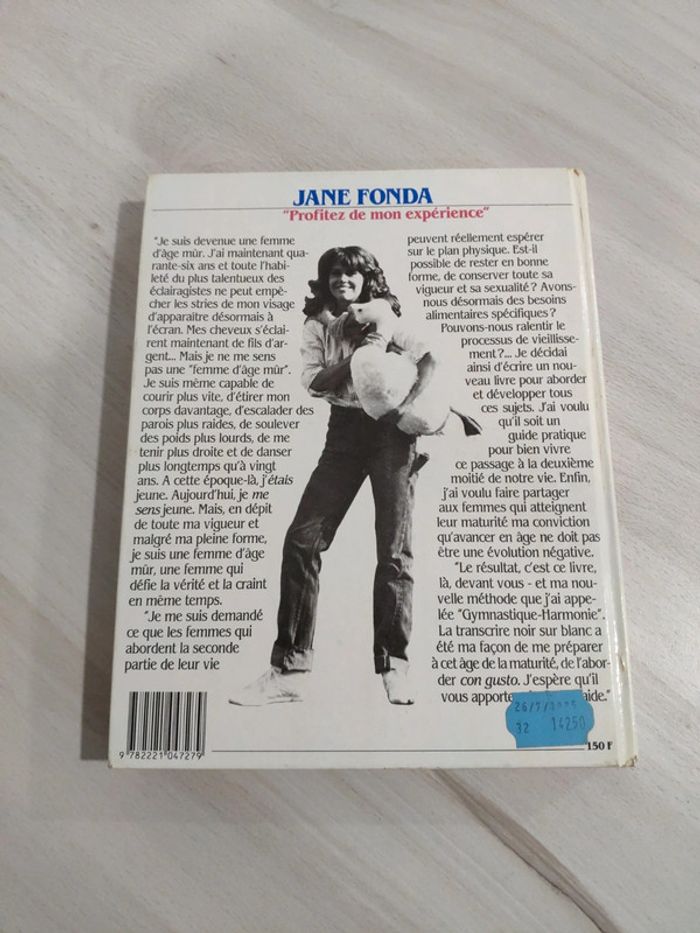 JANE FONDA
"Profitez de mon expérience"
"Je suis devenue une femme
d'âge mûr. J'ai maintenant qua-
rante-six ans et toute l'habi-
leté du plus talentueux des
éclairagistes ne peut empê-
cher les stries de mon visage
d'apparaître désormais à
l'écran. Mes cheveux s'éclai-
rent maintenant de fils d'ar-
gent... Mais je ne me sens
pas une "femme d'âge mûr".
Je suis même capable de
courir plus vite, d'étirer mon
corps davantage, d'escalader des
parois plus raides, de soulever
des poids plus lourds, de me
tenir plus droite et de danser
plus longtemps qu'à vingt
ans. A cette époque-là, j'étais
jeune. Aujourd'hui, je me
sens jeune. Mais, en dépit
de toute ma vigueur et
malgré ma pleine forme,
je suis une femme d'âge
mûr, une femme qui
défie la vérité et la craint
en même temps.
"Je me suis demandé
ce que les femmes qui
abordent la seconde
partie de leur vie
peuvent réellement espérer
sur le plan physique. Est-il
possible de rester en bonne
forme, de conserver toute sa
vigueur et sa sexualité ? Avons-
nous désormais des besoins
alimentaires spécifiques ?
Pouvons-nous ralentir le
processus de vieillisse-
ment ?... Je décidai
ainsi d'écrire un nou-
veau livre pour aborder
et développer tous
ces sujets. J'ai voulu
qu'il soit un
guide pratique
pour bien vivre
ce passage à la deuxième
moitié de notre vie. Enfin,
j'ai voulu faire partager
aux femmes qui atteignent
leur maturité ma conviction
qu'avancer en âge ne doit pas
être une évolution négative.
"Le résultat, c'est ce livre,
là, devant vous - et ma nou-
velle méthode que j'ai appe-
lée "Gymnastique-Harmonie".
La transcrire noir sur blanc a
été ma façon de me préparer
à cet âge de la maturité, de l'abor-
der con gusto. J'espère qu'il
vous apporte aide."
32 14250
150 F
9 782221 047279